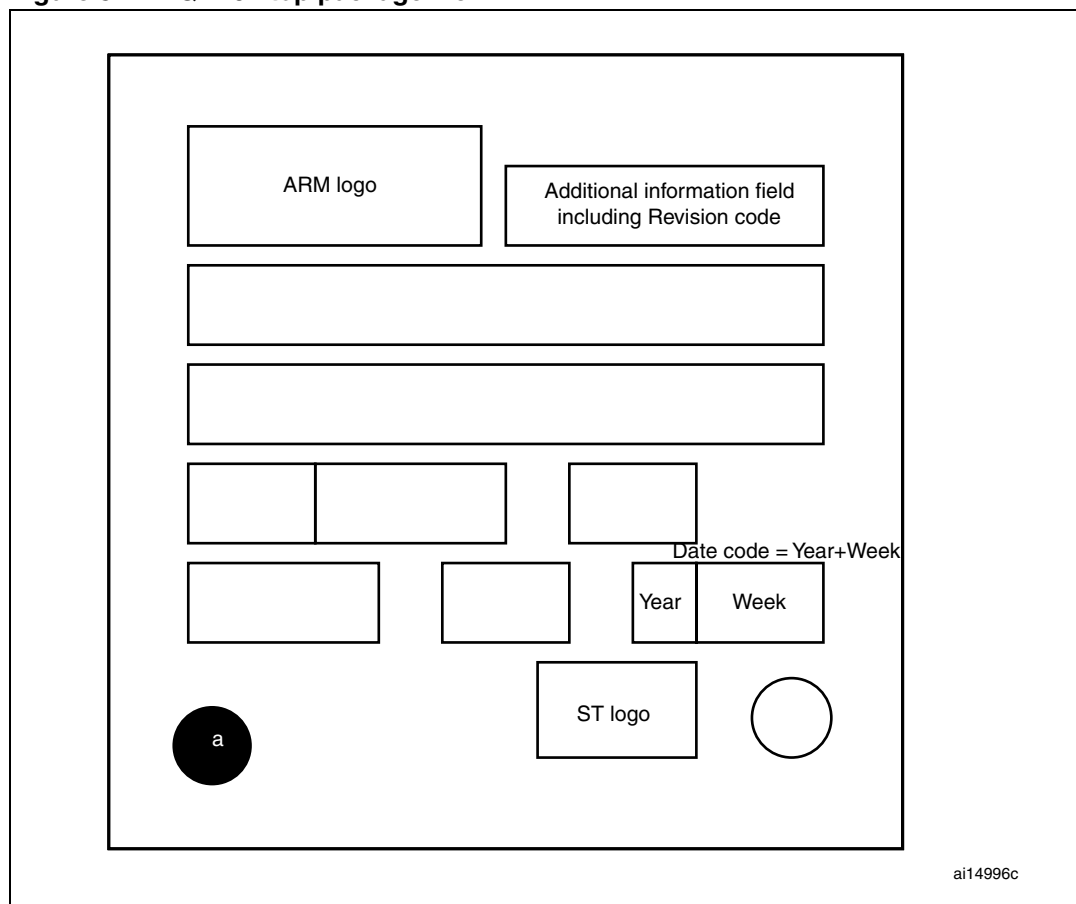 ARM logo
Additional information field
including Revision code
Date code = Year+Week
Year
Week
ST logo
a
ai14996c